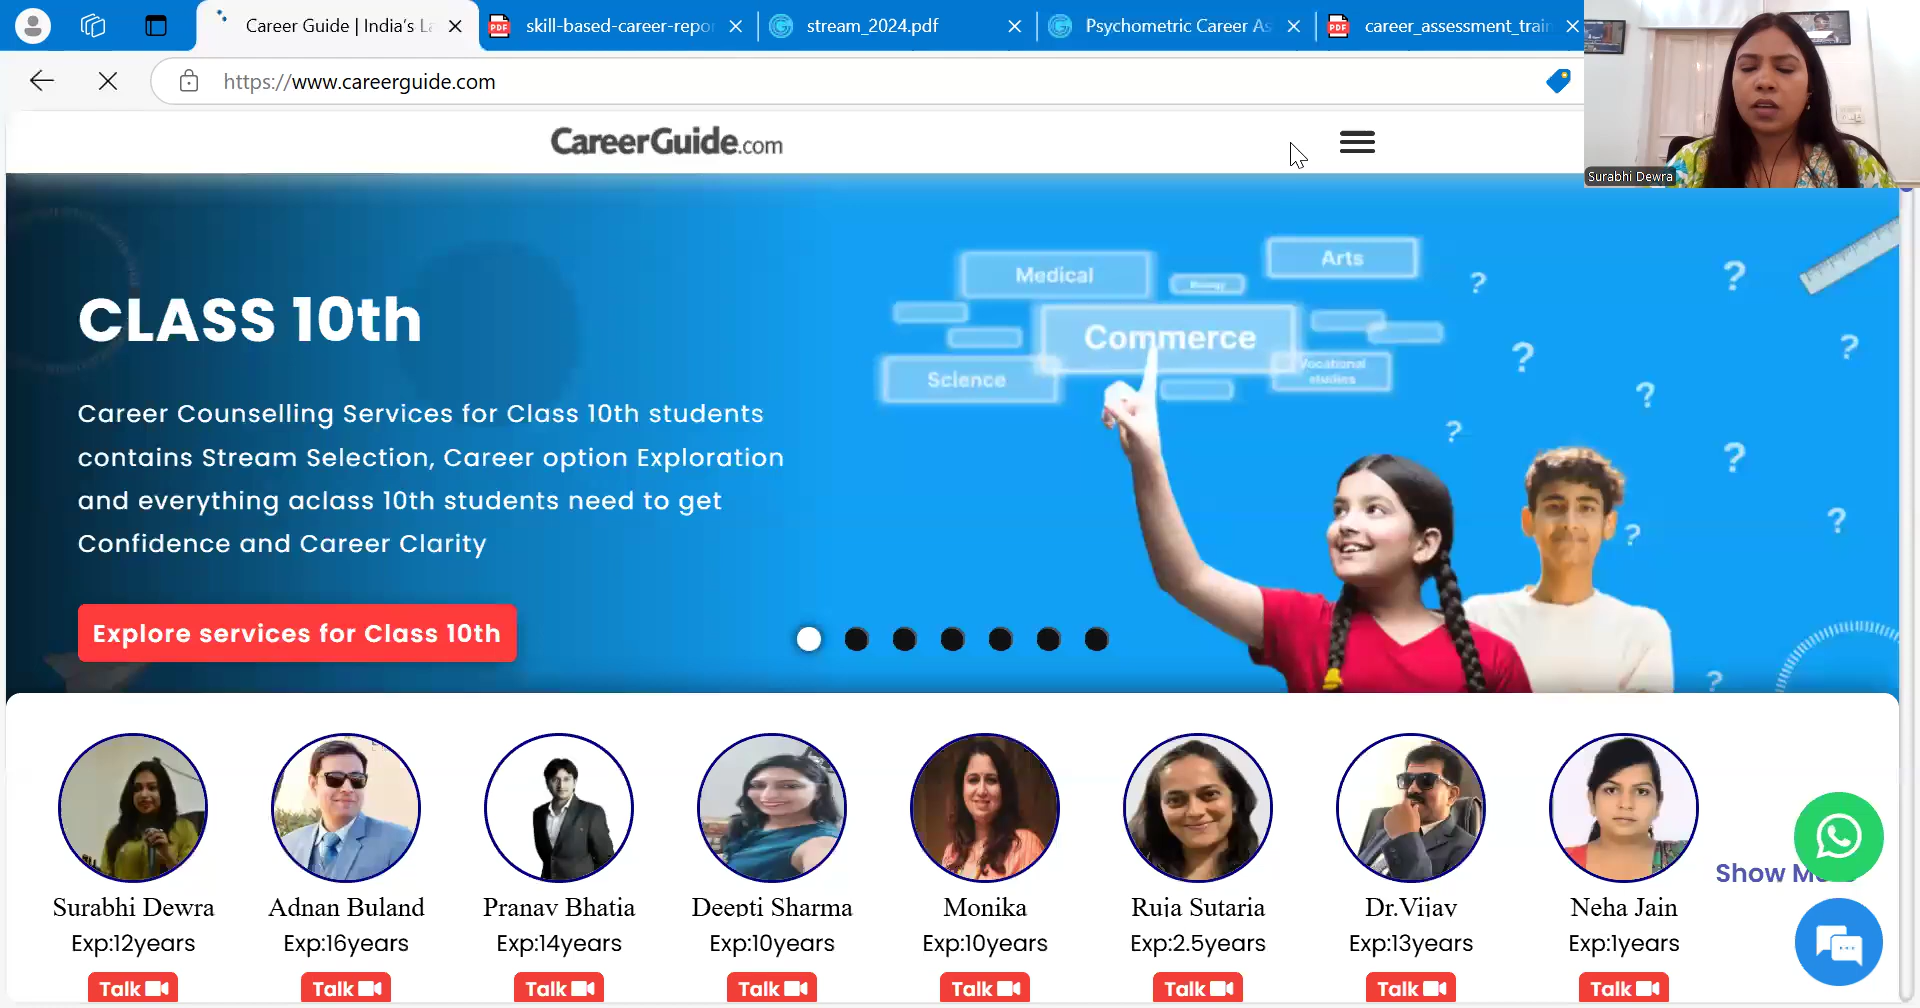 Career Guide | India's La
skill-based-career-repo
stream_2024.pdf
Psychometric Career As
career_assessment_train
https://www.careerguide.com
CareerGuide.com
Surabhi Dewra
Medical
Arts
Biology
Commerce
Science
Vocational
studies
CLASS 10th
Career Counselling Services for Class 10th students
contains Stream Selection, Career option Exploration
and everything aclass 10th students need to get
Confidence and Career Clarity
Explore services for Class 10th
Surabhi Dewra
Adnan Buland
Pranav Bhatia
Deepti Sharma
Monika
Ruja Sutaria
Dr.Vijay
Neha Jain
Show M
Exp:12years
Exp:16years
Exp:14years
Exp:10years
Exp:10years
Exp:2.5years
Exp:13years
Exp:1years
Talk
Talk
Talk
Talk
Talk
Talk
Talk
Talk